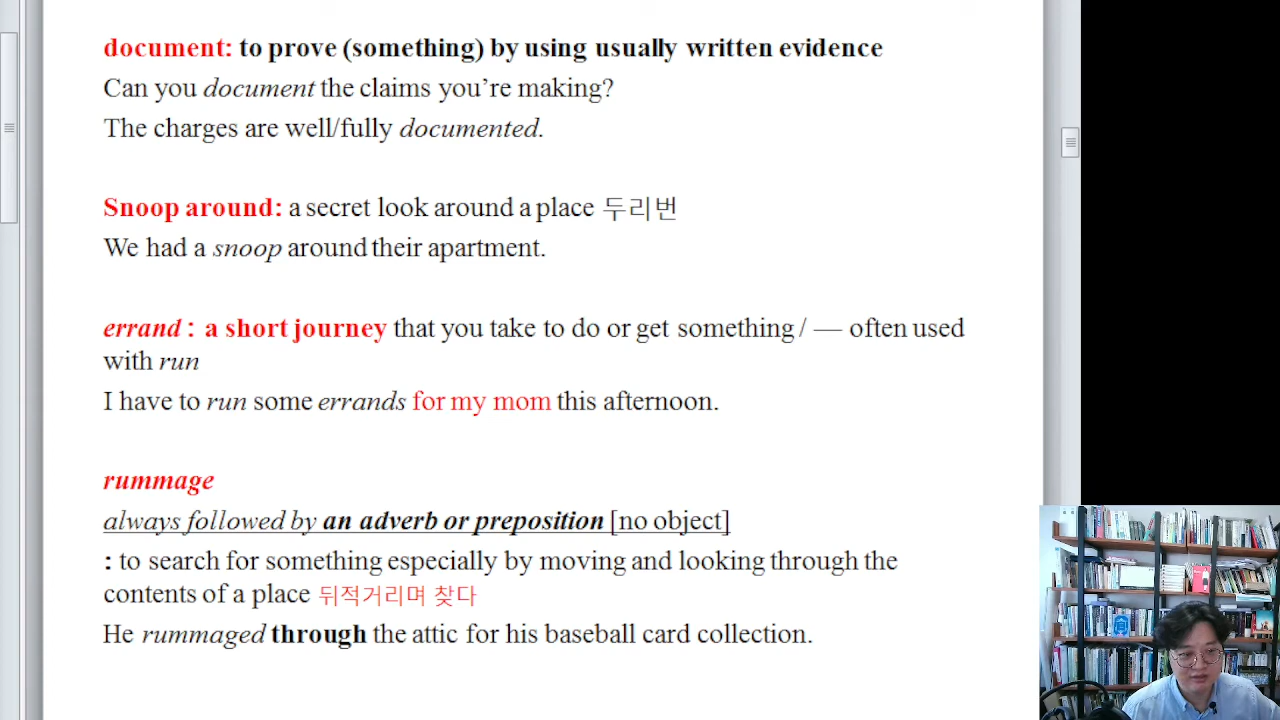 document: to prove (something) by using usually written evidence
Can you document the claims you’re making?
The charges are well/fully documented.
Snoop around: a secret look around a place 두리번
We had a snoop around their apartment.
errand : a short journey that you take to do or get something / — often used
with run
I have to run some errands for my mom this afternoon.
rummage
always followed by an adverb or preposition [no object]
: to search for something especially by moving and looking through the
contents of a place 뒤적거리며 찾다
He rummaged through the attic for his baseball card collection.